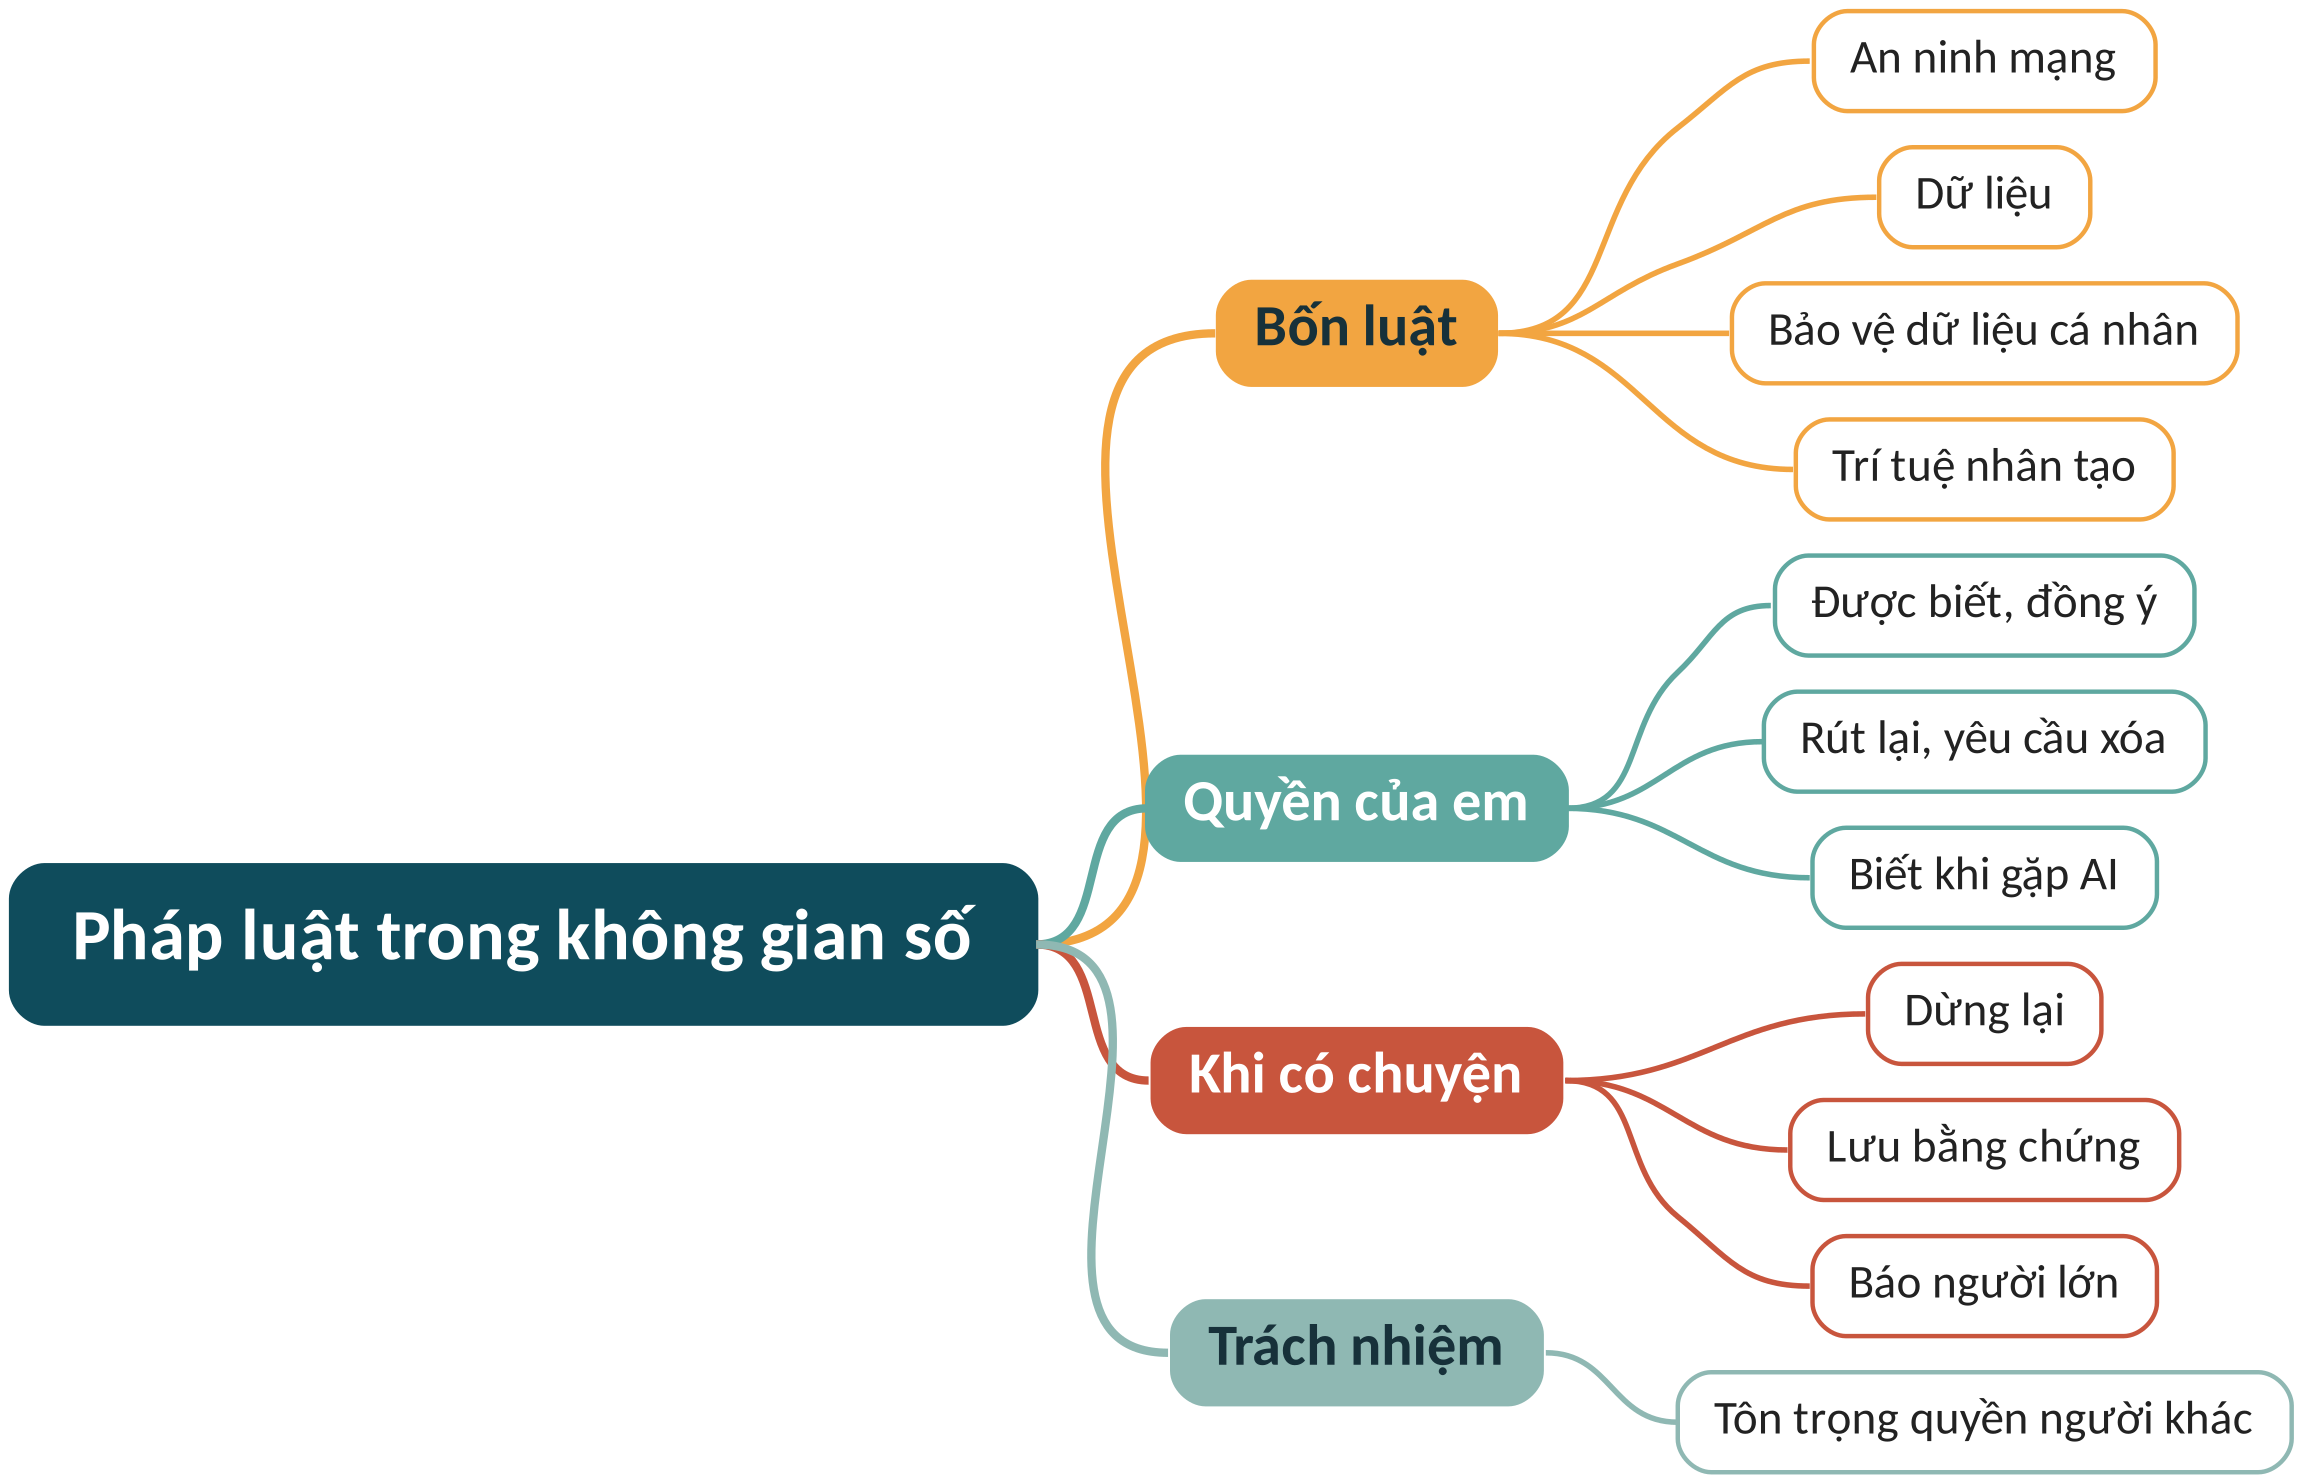 Pháp luật trong không gian số
Bốn luật
An ninh mạng
Dữ liệu
Bảo vệ dữ liệu cá nhân
Trí tuệ nhân tạo
Quyền của em
Được biết, đồng ý
Rút lại, yêu cầu xóa
Biết khi gặp AI
Khi có chuyện
Dừng lại
Lưu bằng chứng
Báo người lớn
Trách nhiệm
Tôn trọng quyền người khác